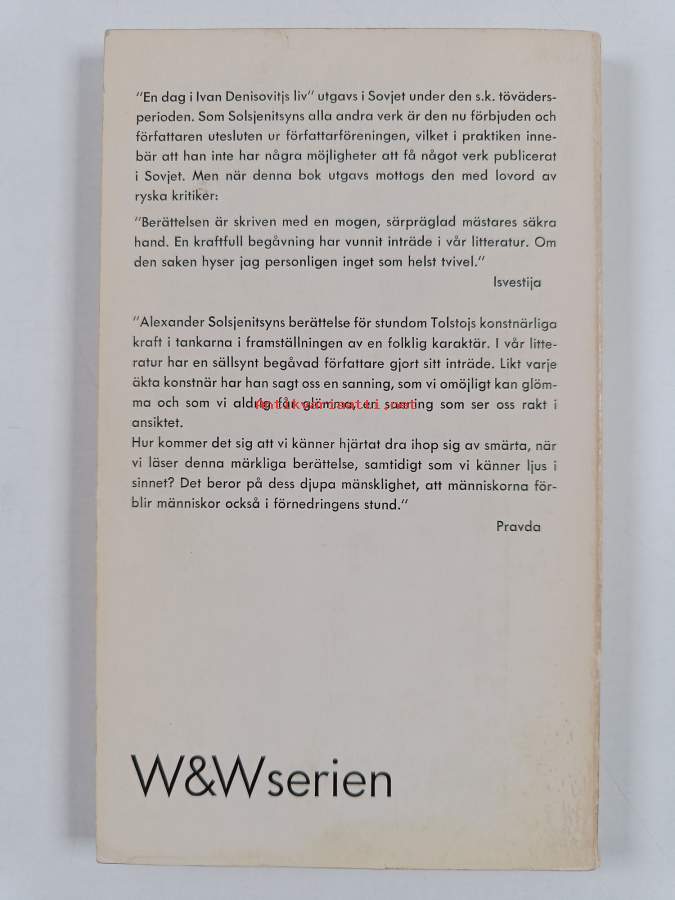 "En dag i Ivan Denisovitjs liv" utgavs i Sovjet under den s.k. töväders-
perioden. Som Solsjenitsyns alla andra verk är den nu förbjuden och
författaren utesluten ur författarföreningen, vilket i praktiken inne-
bär att han inte har några möjligheter att få något verk publicerat
i Sovjet. Men när denna bok utgavs mottogs den med lovord av
ryska kritiker:
"Berättelsen är skriven med en mogen, särpräglad mästares säkra
hand. En kraftfull begåvning har vunnit inträde i vår litteratur. Om
den saken hyser jag personligen inget som helst tvivel."
Isvestija
"Alexander Solsjenitsyns berättelse för stundom Tolstojs konstnärliga
kraft i tankarna i framställningen av en folklig karaktär. I vår litte-
ratur har en sällsynt begåvad författare gjort sitt inträde. Likt varje
äkta konstnär har han sagt oss en sanning, som vi omöjligt kan glöm-
ma och som vi aldrig får glömma, en sanning som ser oss rakt i
Antikvariaatti.net
ansiktet.
Hur kommer det sig att vi känner hjärtat dra ihop sig av smärta, när
vi läser denna märkliga berättelse, samtidigt som vi känner ljus i
sinnet? Det beror på dess djupa mänsklighet, att människorna för-
blir människor också i förnedringens stund."
Pravda
W&Wserien